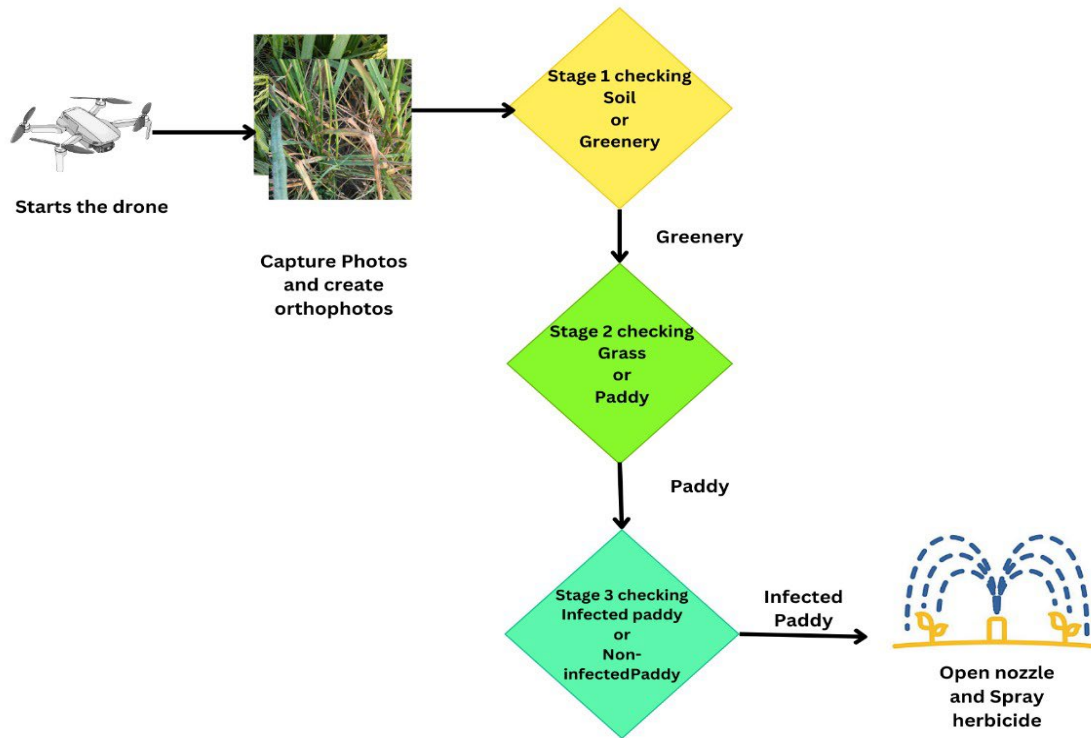 Starts the drone
Capture Photos
and create
orthophotos
Stage 1 checking
Soil
or
Greenery
Greenery
Stage 2 checking
Grass
or
Paddy
Paddy
Stage 3 checking
Infected paddy
or
Non-
infectedPaddy
Infected
Paddy
Open nozzle
and Spray
herbicide